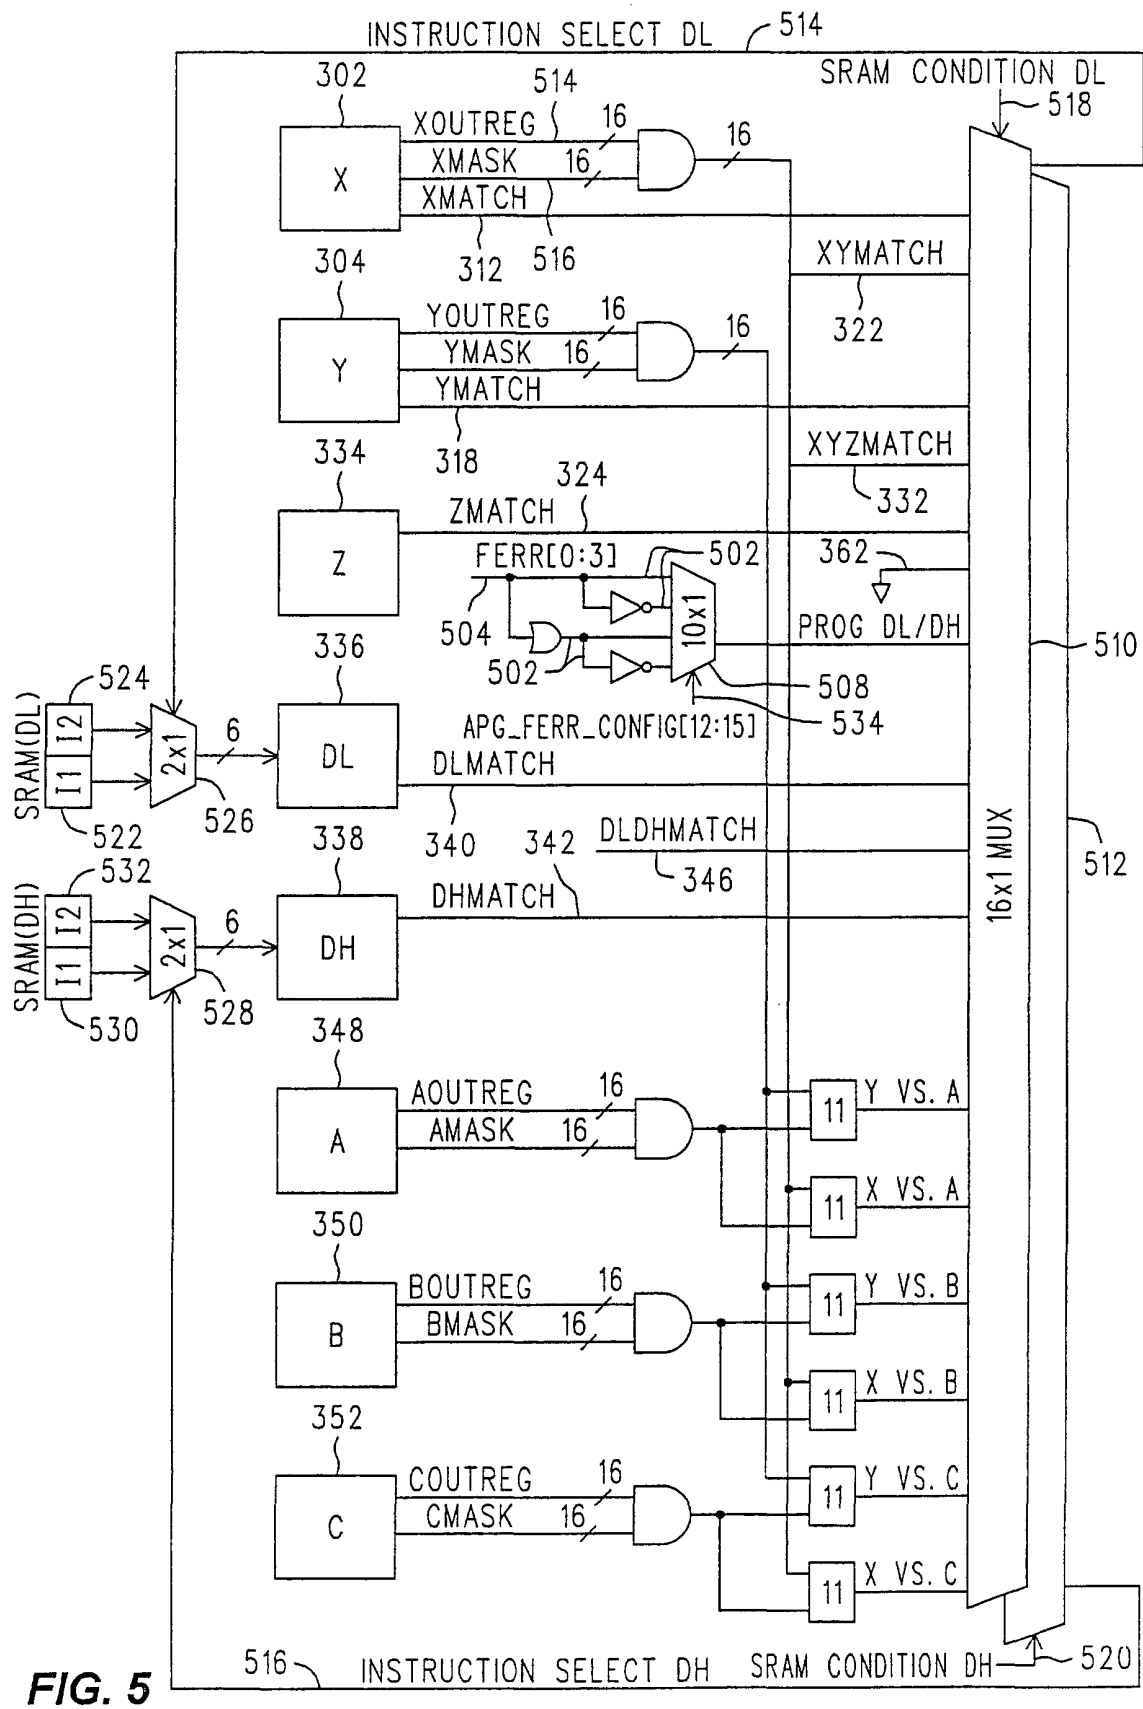 INSTRUCTION SELECT DL
514
SRAM CONDITION DL
518
302
X
XOUTREG
514
16
XMASK
16
16
XMATCH
312
516
XYMATCH
322
304
Y
YOUTREG
16
YMASK
16
16
YMATCH
318
XYZMATCH
332
334
Z
ZMATCH
324
FERR[0:3]
502
504
502
10x1
508
362
PROG DL/DH
510
APG_FERR_CONFIG[12:15]
534
336
DL
DLMATCH
340
SRAM(DL)
524
I2
I1
522
2x1
526
6
DLDHMATCH
346
16x1 MUX
512
338
DH
DHMATCH
342
SRAM(DH)
532
I2
I1
530
2x1
528
6
348
A
AOUTREG
16
AMASK
16
11
Y VS. A
11
X VS. A
350
B
BOUTREG
16
BMASK
16
11
Y VS. B
11
X VS. B
352
C
COUTREG
16
CMASK
16
11
Y VS. C
11
X VS. C
516
INSTRUCTION SELECT DH
SRAM CONDITION DH
520
FIG. 5